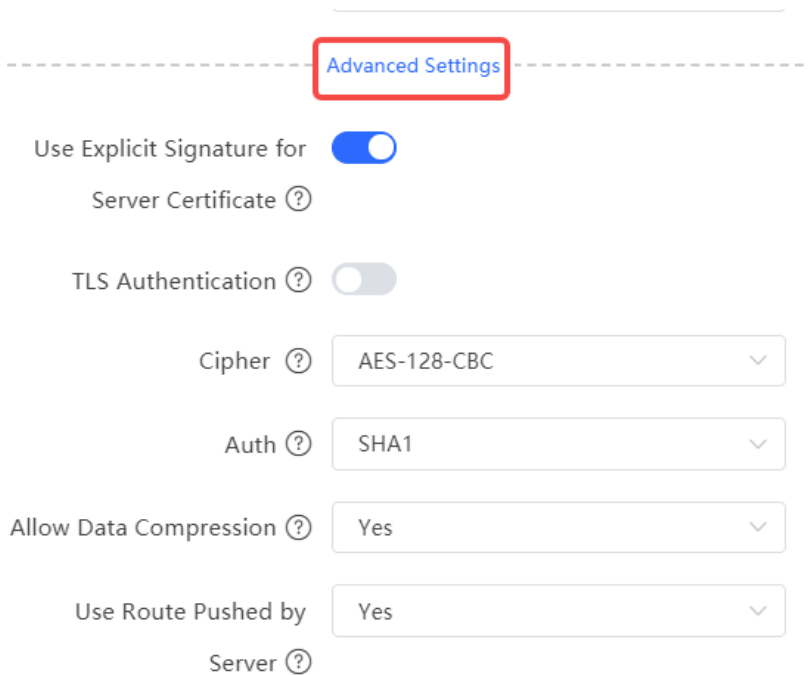 Advanced Settings
Use Explicit Signature for
Server Certificate ?
TLS Authentication ?
Cipher ? AES-128-CBC
Auth ? SHA1
Allow Data Compression ? Yes
Use Route Pushed by Yes
Server ?